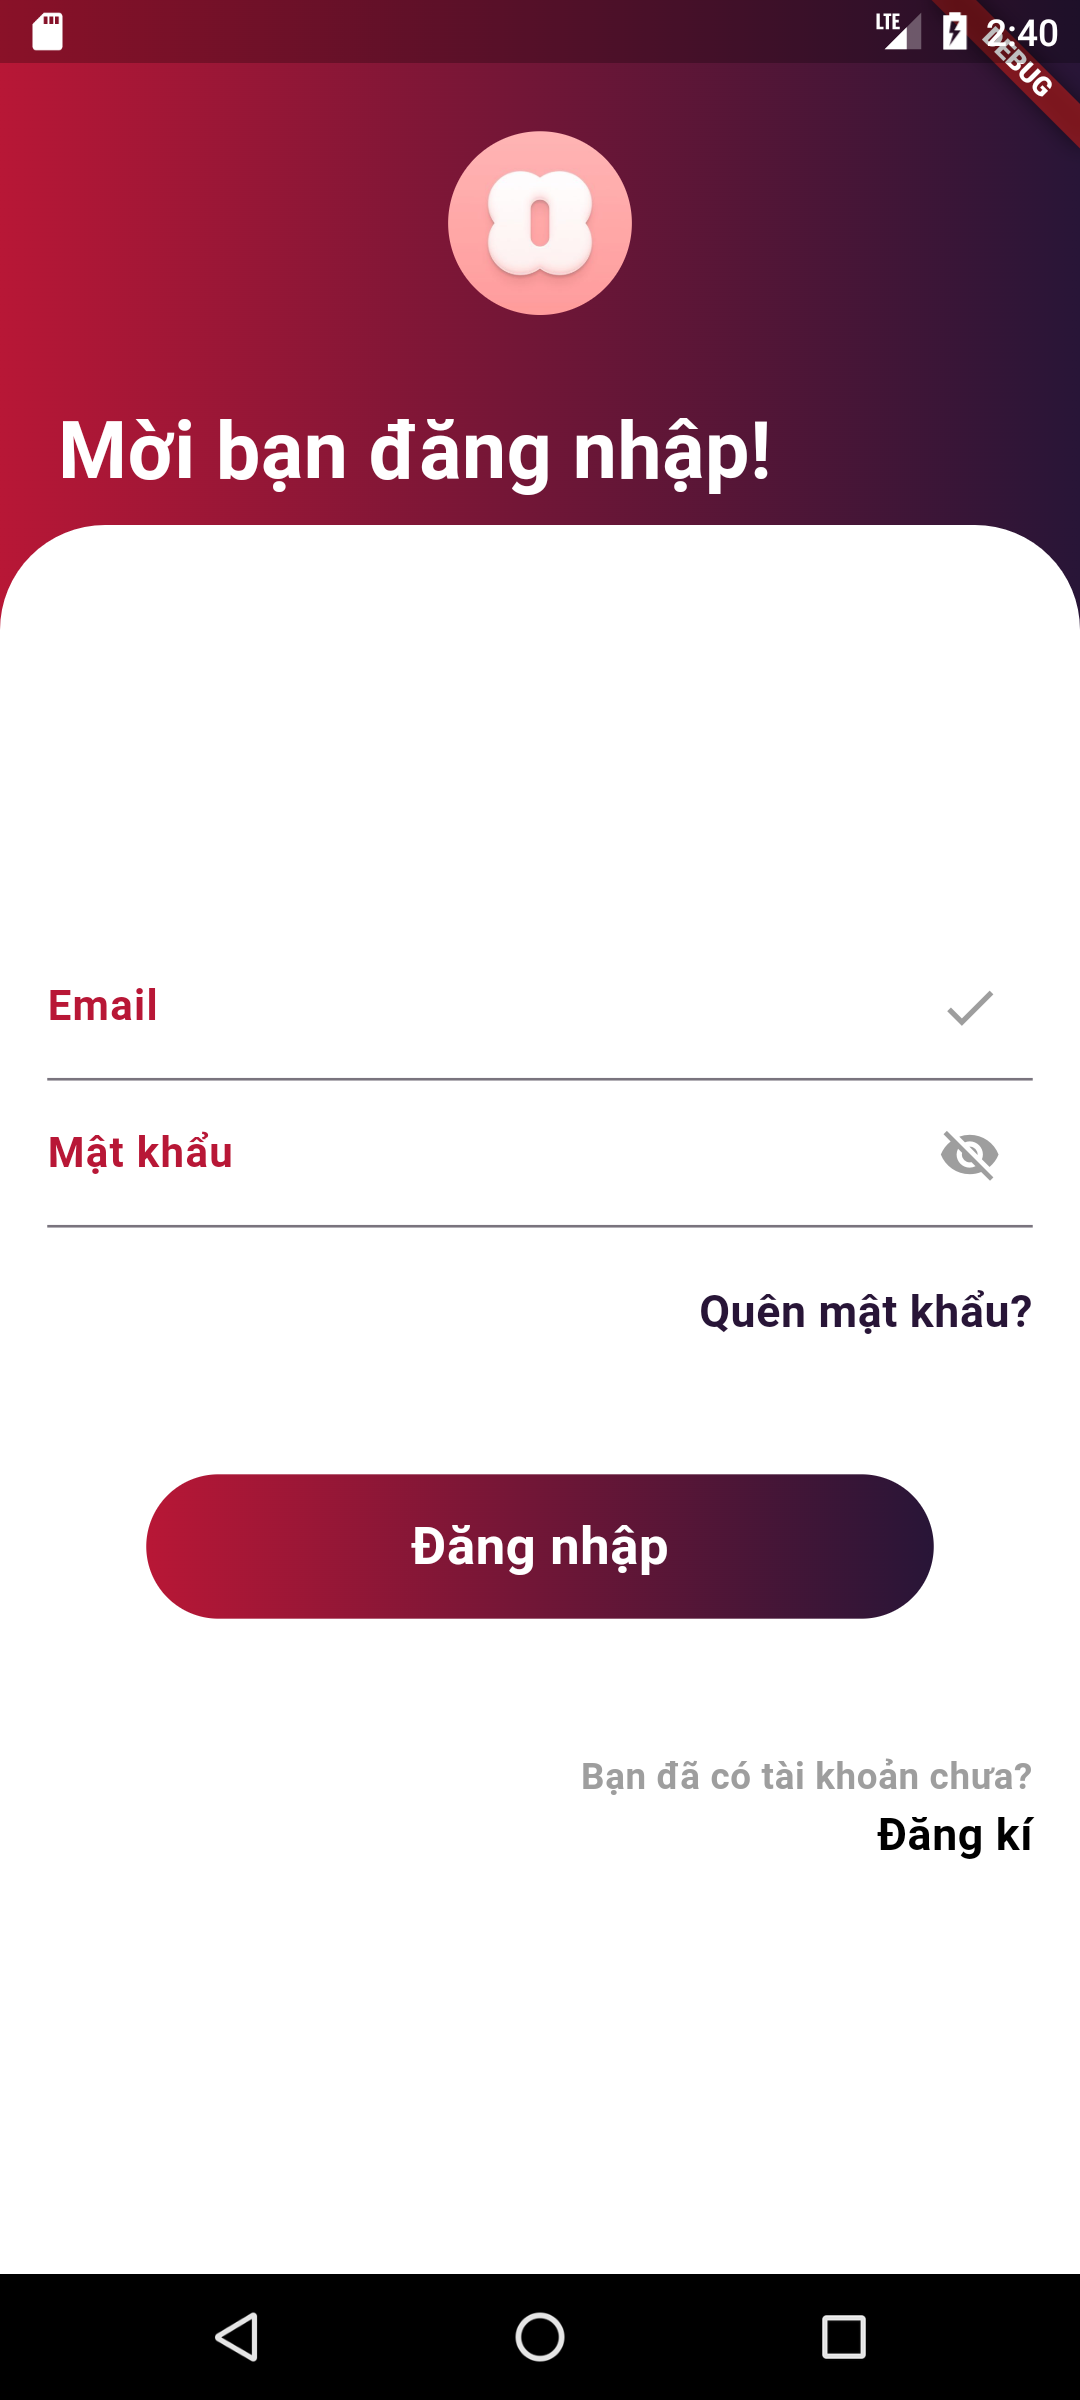 LTE 2:40
DEBUG
Mời bạn đăng nhập!
Email
Mật khẩu
Quên mật khẩu?
Đăng nhập
Bạn đã có tài khoản chưa?
Đăng kí